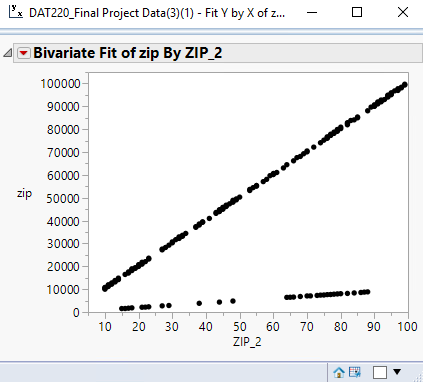 DAT220_Final Project Data(3)(1) - Fit Y by X of z...
Bivariate Fit of zip By ZIP_2
100000
90000
80000
70000
60000
50000
40000
30000
20000
10000
0
zip
10 20 30 40 50 60 70 80 90 100
ZIP_2